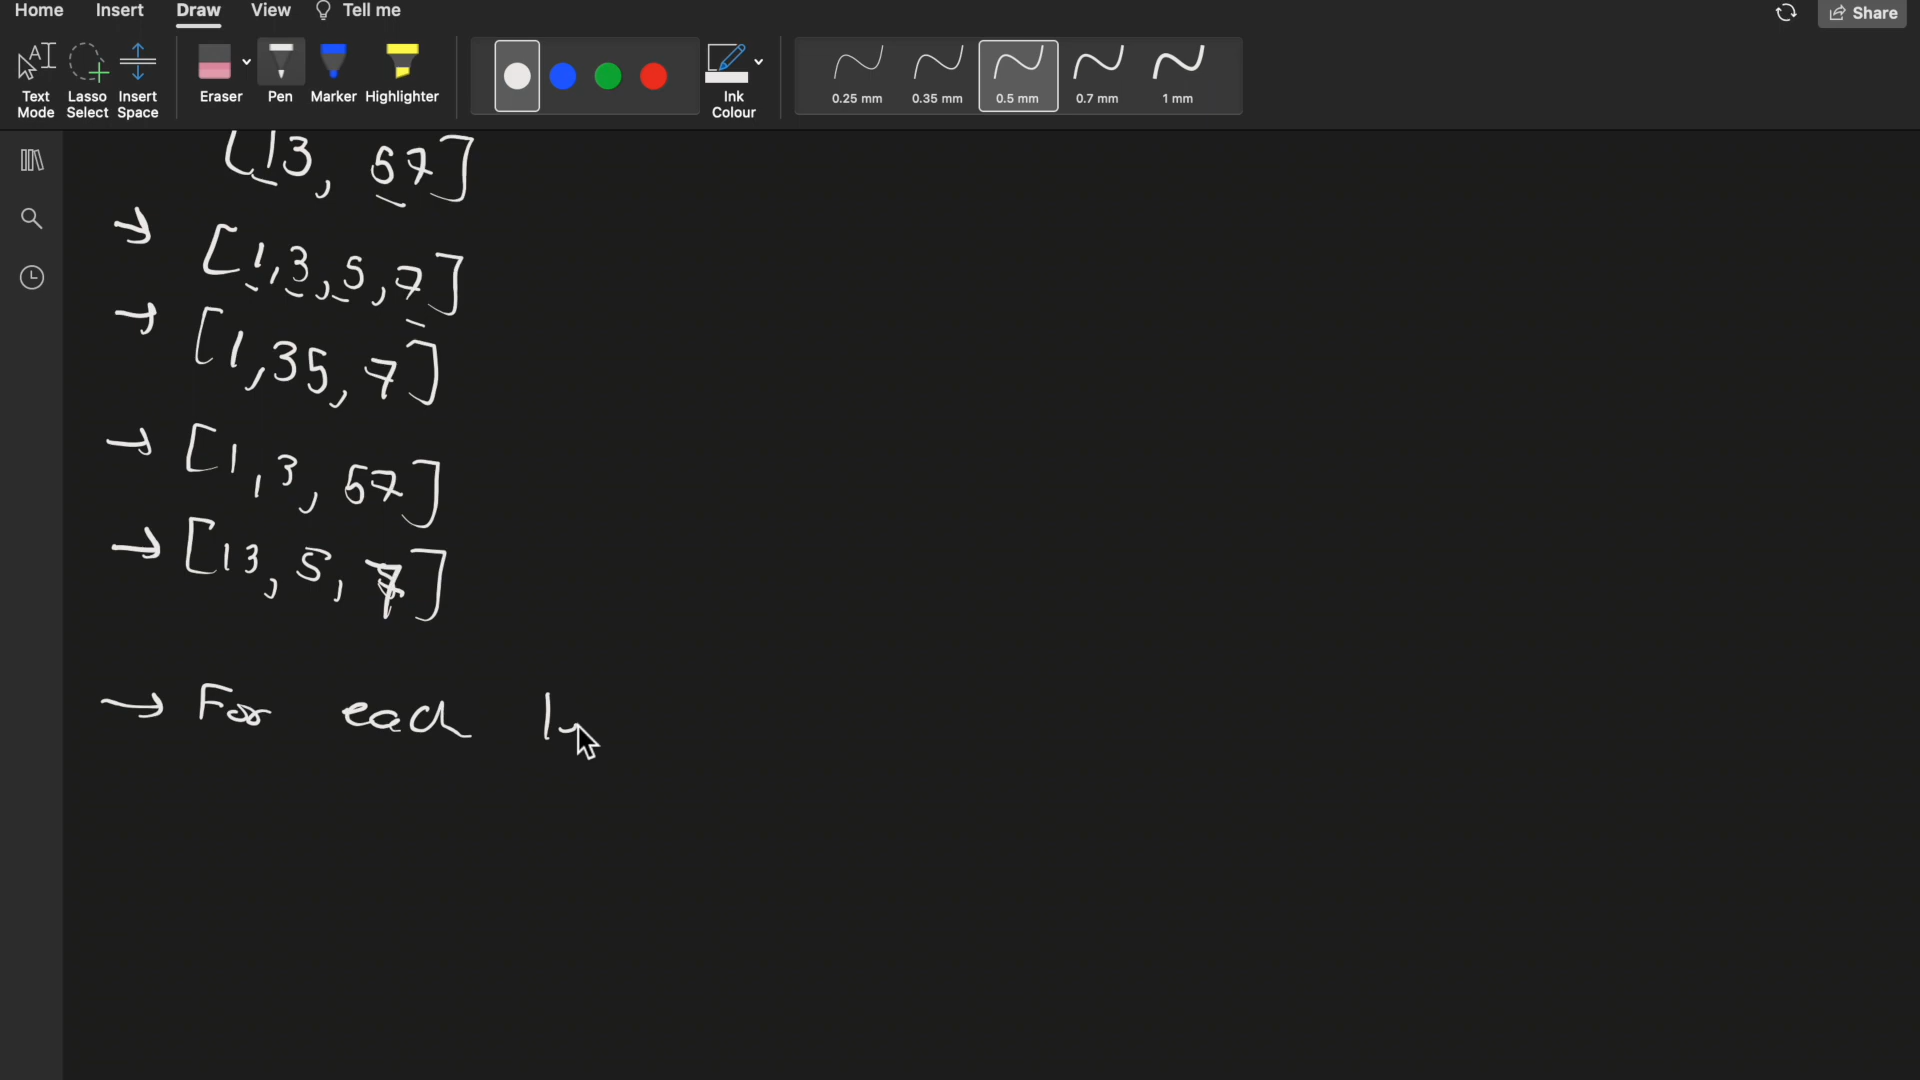 Home Insert Draw View Tell me Share
Text Mode Lasso Select Insert Space Eraser Pen Marker Highlighter Ink Colour 0.25 mm 0.35 mm 0.5 mm 0.7 mm 1 mm
[13, 57]
→ [1,3,5,7]
→ [1,35,7]
→ [1,3,57]
→ [13,5,7]
→ For each